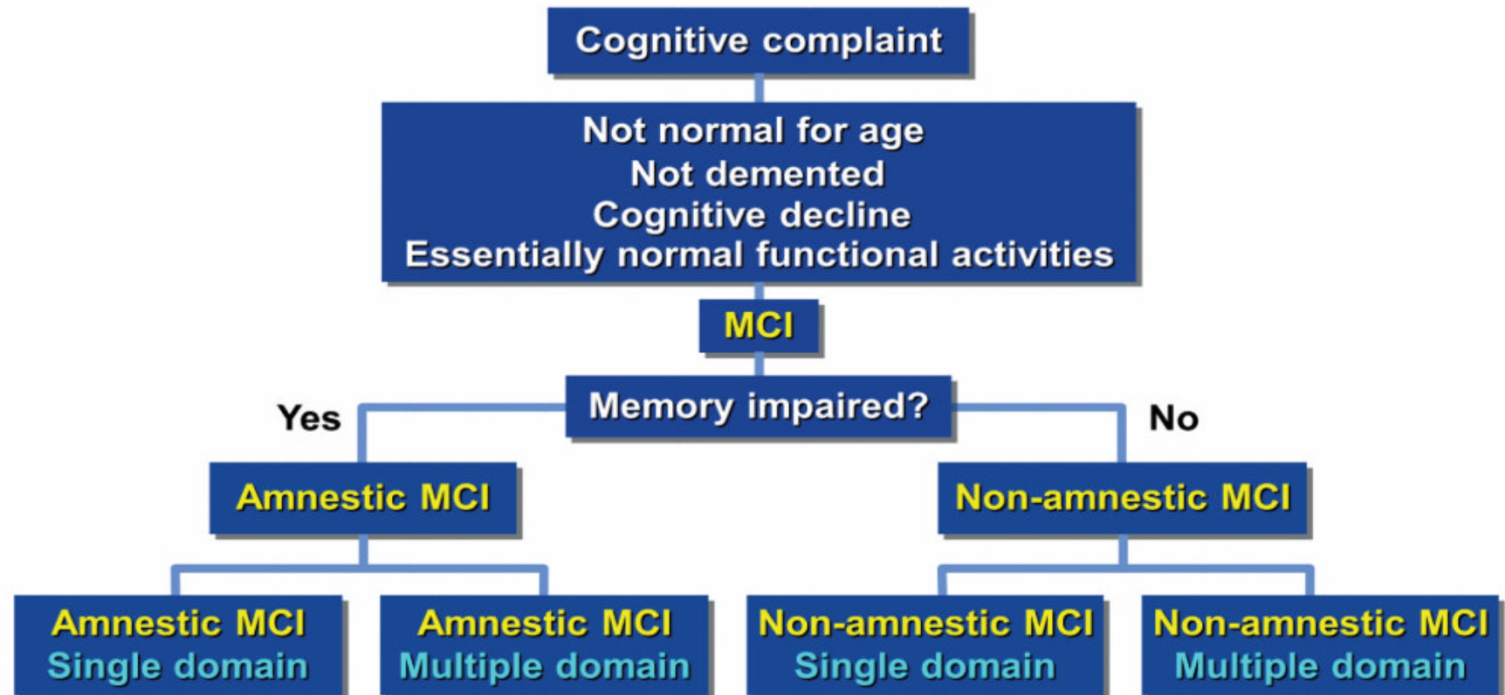 Cognitive complaint
Not normal for age
Not demented
Cognitive decline
Essentially normal functional activities
MCI
Memory impaired?
Yes
No
Amnestic MCI
Non-amnestic MCI
Amnestic MCI
Single domain
Amnestic MCI
Multiple domain
Non-amnestic MCI
Single domain
Non-amnestic MCI
Multiple domain